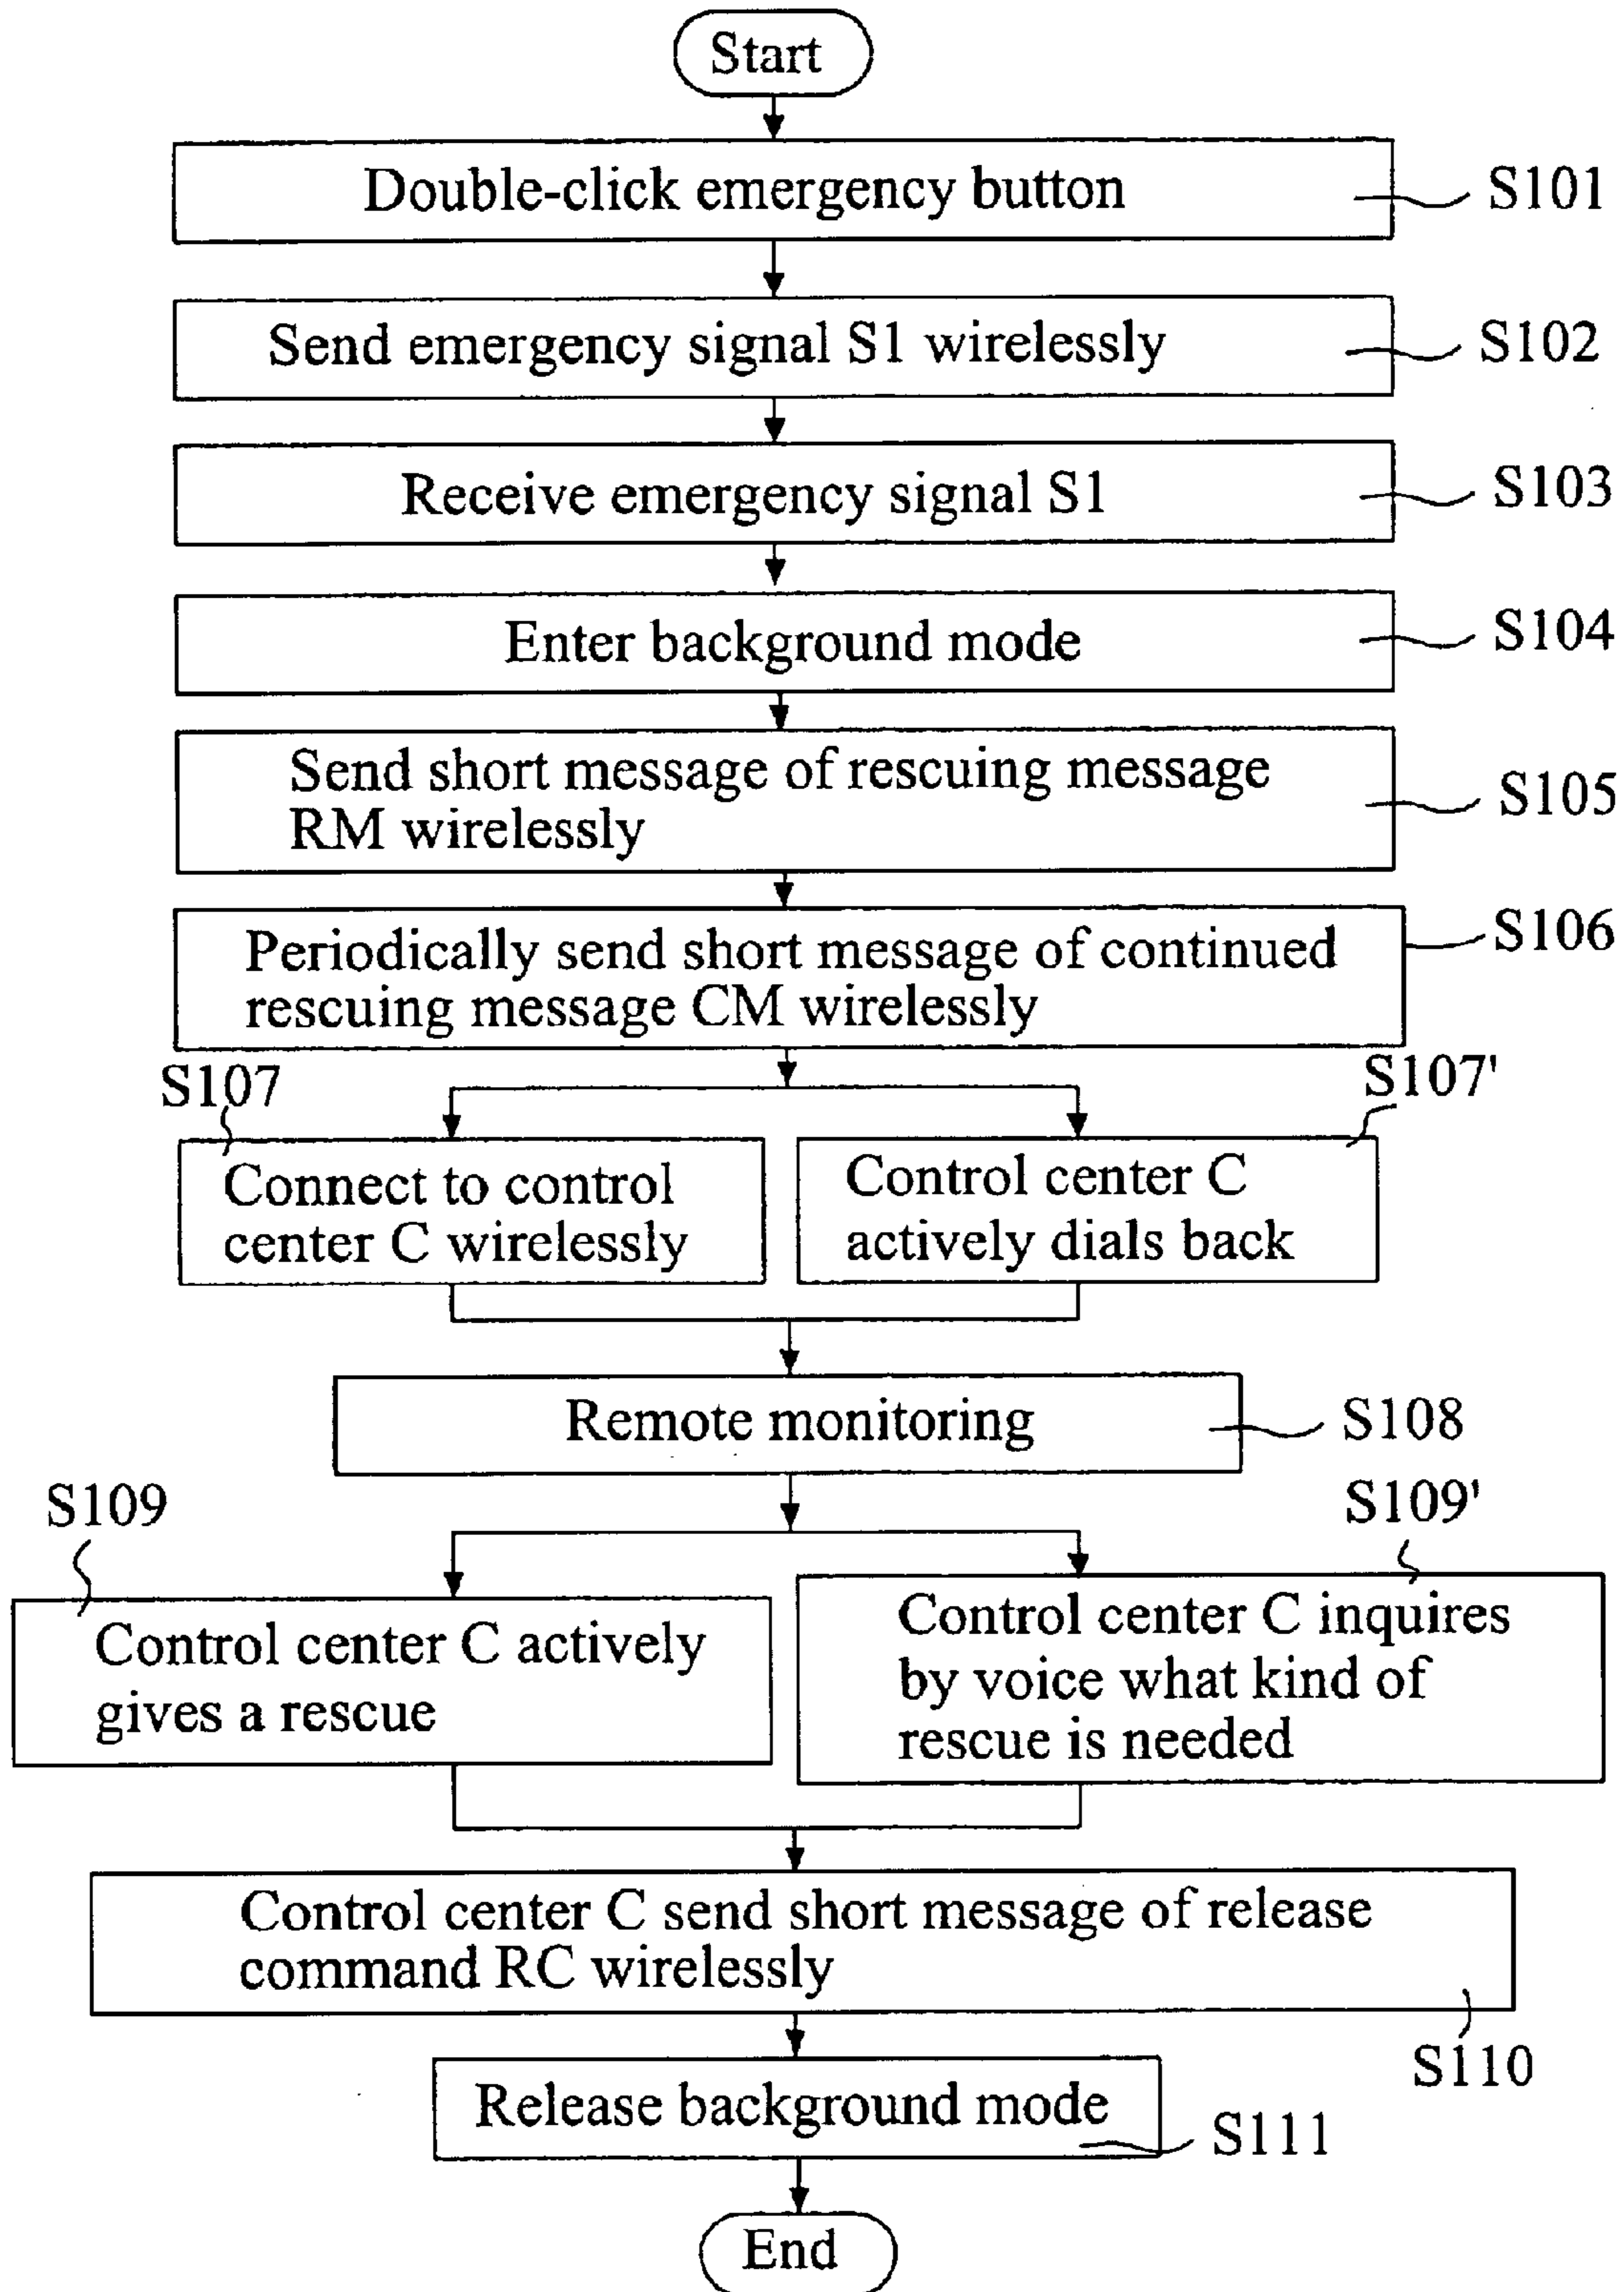 Start
Double-click emergency button
S101
Send emergency signal S1 wirelessly
S102
Receive emergency signal S1
S103
Enter background mode
S104
Send short message of rescuing message
RM wirelessly
S105
Periodically send short message of continued
rescuing message CM wirelessly
S106
S107
Connect to control
center C wirelessly
S107'
Control center C
actively dials back
Remote monitoring
S108
S109
Control center C actively
gives a rescue
S109'
Control center C inquires
by voice what kind of
rescue is needed
Control center C send short message of release
command RC wirelessly
S110
Release background mode
S111
End